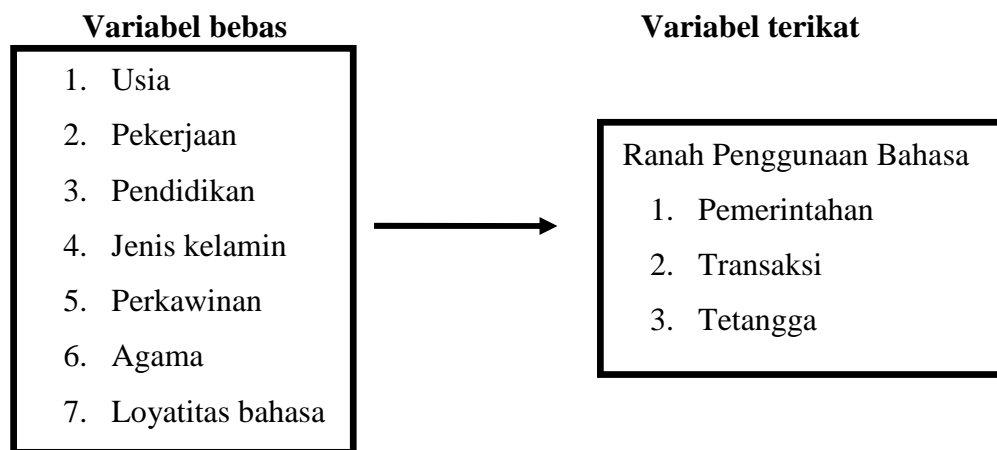 Variabel bebas
1. Usia
2. Pekerjaan
3. Pendidikan
4. Jenis kelamin
5. Perkawinan
6. Agama
7. Loyatitas bahasa
Variabel terikat
Ranah Penggunaan Bahasa
1. Pemerintahan
2. Transaksi
3. Tetangga